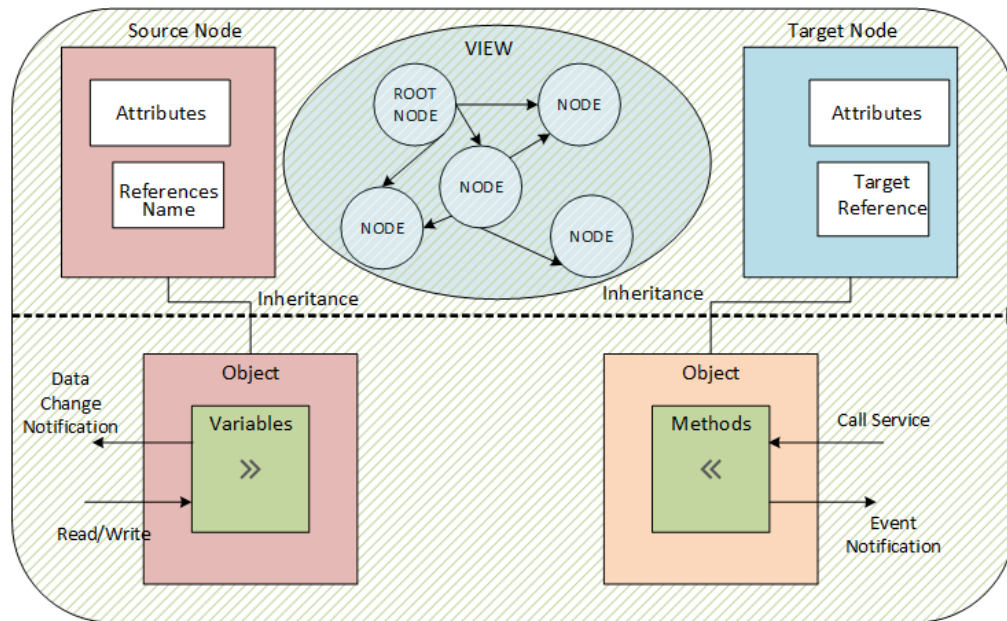 Source Node
Target Node
VIEW
Attributes
References
Name
ROOT
NODE
NODE
NODE
NODE
NODE
Attributes
Target
Reference
Inheritance
Inheritance
Object
Object
Data
Change
Notification
Variables
Read/Write
Methods
Call Service
Event
Notification